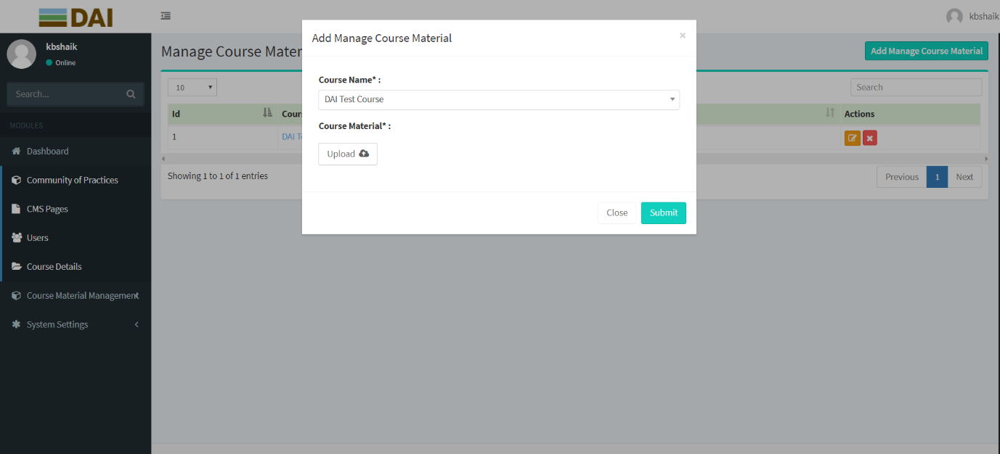 DAI
kbshaik
kbshaik
Online
Search...
MODULES
Dashboard
Community of Practices
CMS Pages
Users
Course Details
Course Material Management
System Settings
Manage Course Mater
Add Manage Course Material
10
Search
Id
Cour
Actions
1
DAI T
Showing 1 to 1 of 1 entries
Previous
1
Next
Add Manage Course Material
×
Course Name* :
DAI Test Course
Course Material* :
Upload
Close
Submit